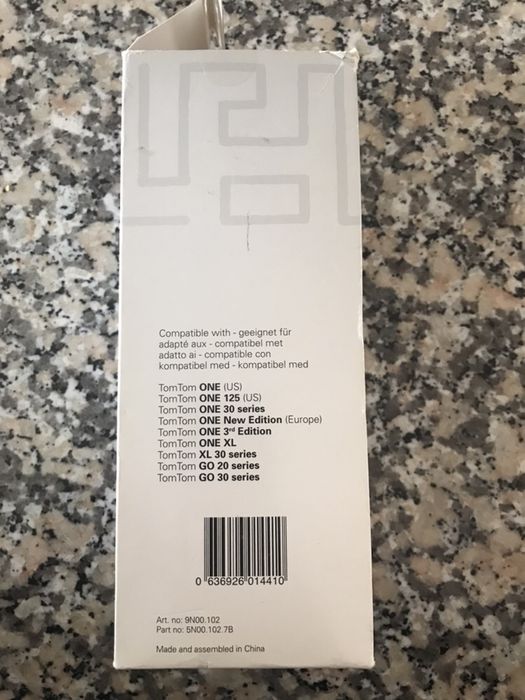 Compatible with - geeignet für
adapté aux - compatibel met
adatto ai - compatible con
kompatibel med - kompatibel med
TomTom ONE (US)
TomTom ONE 125 (US)
TomTom ONE 30 series
TomTom ONE New Edition (Europe)
TomTom ONE 3rd Edition
TomTom ONE XL
TomTom XL 30 series
TomTom GO 20 series
TomTom GO 30 series
0 636926 014410
Art. no: 9N00.102
Part no: 5N00.102.7B
Made and assembled in China